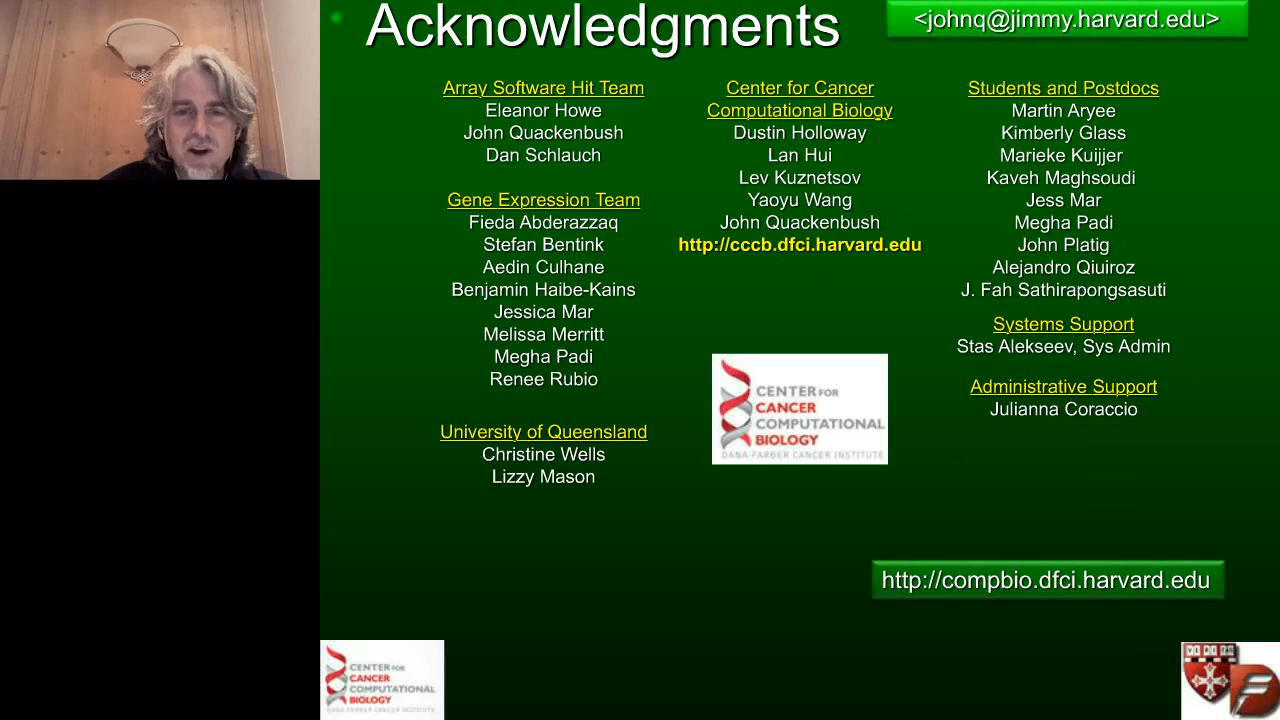 Acknowledgments
<johnq@jimmy.harvard.edu>
Array Software Hit Team
Eleanor Howe
John Quackenbush
Dan Schlauch
Gene Expression Team
Fieda Abderazzaq
Stefan Bentink
Aedin Culhane
Benjamin Haibe-Kains
Jessica Mar
Melissa Merritt
Megha Padi
Renee Rubio
University of Queensland
Christine Wells
Lizzy Mason
Center for Cancer
Computational Biology
Dustin Holloway
Lan Hui
Lev Kuznetsov
Yaoyu Wang
John Quackenbush
http://cccb.dfci.harvard.edu
CENTER FOR
CANCER
COMPUTATIONAL
BIOLOGY
DANA-FARBER CANCER INSTITUTE
Students and Postdocs
Martin Aryee
Kimberly Glass
Marieke Kuijjer
Kaveh Maghsoudi
Jess Mar
Megha Padi
John Platig
Alejandro Qiuiroz
J. Fah Sathirapongsasuti
Systems Support
Stas Alekseev, Sys Admin
Administrative Support
Julianna Coraccio
http://compbio.dfci.harvard.edu
CENTER FOR
CANCER
COMPUTATIONAL
BIOLOGY
DANA-FARBER CANCER INSTITUTE